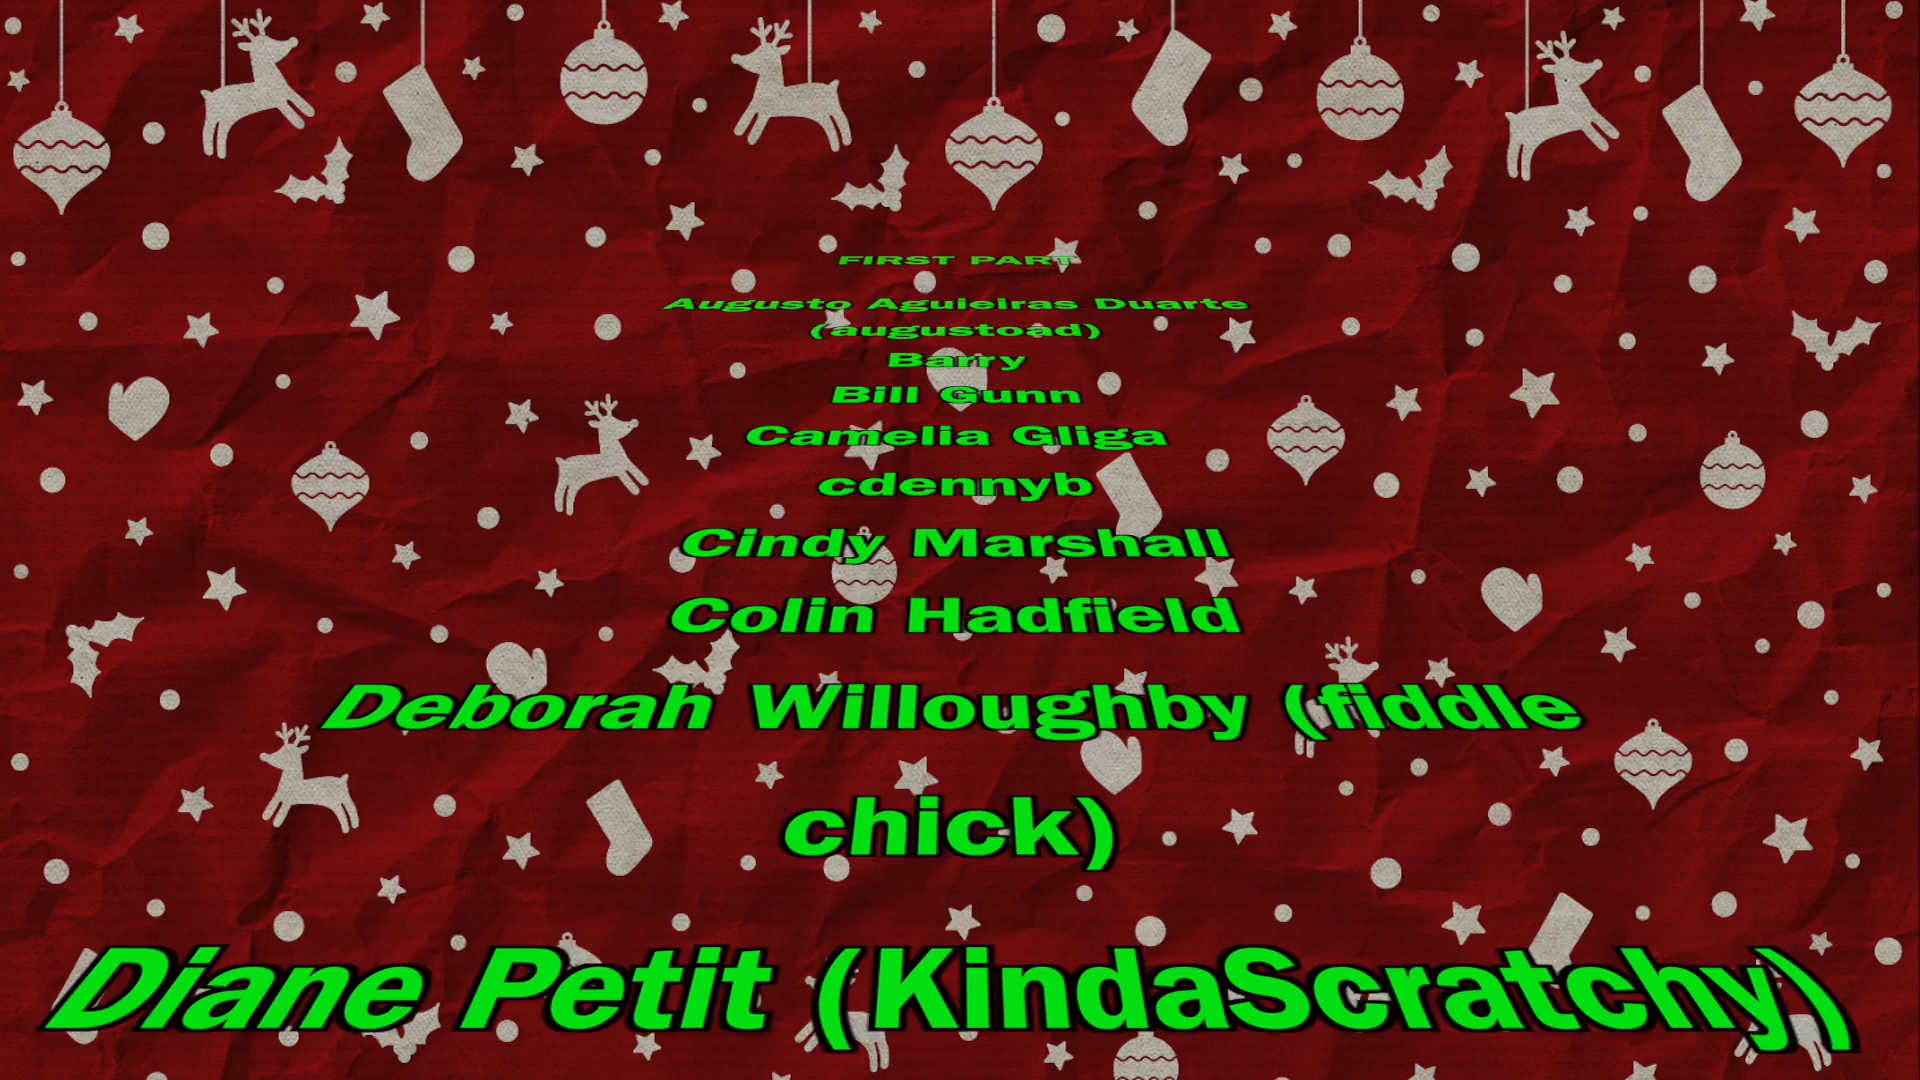 FIRST PART
Augusto Aguieiras Duarte
(augustoad)
Barry
Bill Gunn
Camelia Gliga
cdennyb
Cindy Marshall
Colin Hadfield
Deborah Willoughby (fiddle
chick)
Diane Petit (KindaScratchy)